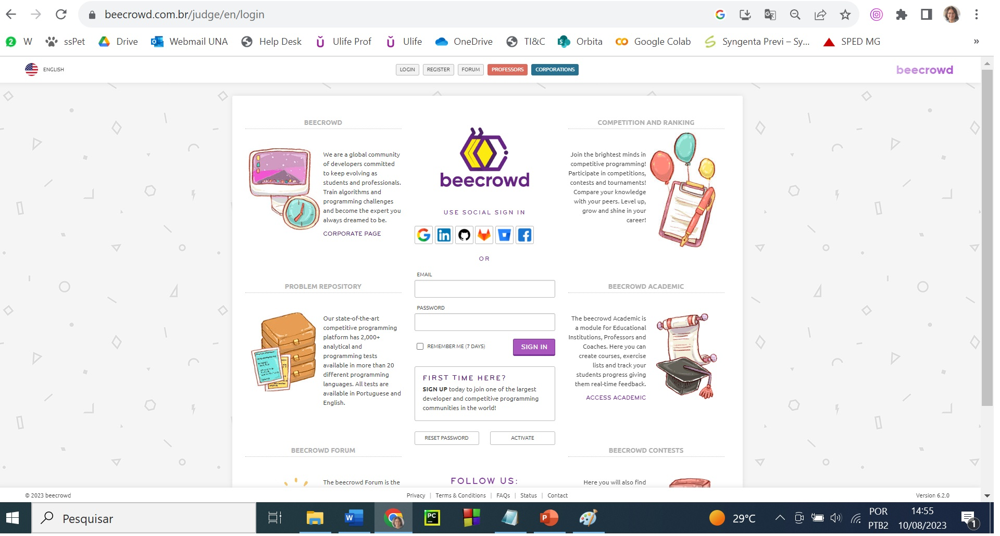 beecrowd.com.br/judge/en/login
2 W ssPet Drive Webmail UNA Help Desk Ulife Prof Ulife OneDrive TI&C Orbita Google Colab Syngenta Previ – Sy... SPED MG »
ENGLISH LOGIN REGISTER FORUM PROFESSORS CORPORATIONS beecrowd
BEECROWD
We are a global community
of developers committed
to keep evolving as
students and professionals.
Train algorithms and
programming challenges
and become the expert you
always dreamed to be.
CORPORATE PAGE
PROBLEM REPOSITORY
Our state-of-the-art
competitive programming
platform has 2,000+
analytical and
programming tests
available in more than 20
different programming
languages. All tests are
available in Portuguese and
English.
BEECROWD FORUM
The beecrowd Forum is the
beecrowd
USE SOCIAL SIGN IN
OR
EMAIL
PASSWORD
REMEMBER ME (7 DAYS) SIGN IN
FIRST TIME HERE?
SIGN UP today to join one of the largest
developer and competitive programming
communities in the world!
RESET PASSWORD ACTIVATE
FOLLOW US:
COMPETITION AND RANKING
Join the brightest minds in
competitive programming!
Participate in competitions,
contests and tournaments!
Compare your knowledge
with your peers. Level up,
grow and shine in your
career!
BEECROWD ACADEMIC
The beecrowd Academic is
a module for Educational
Institutions, Professors and
Coaches. Here you can
create courses, exercise
lists and track your
students progress giving
them real-time feedback.
ACCESS ACADEMIC
BEECROWD CONTESTS
Here you will also find
© 2023 beecrowd Privacy | Terms & Conditions | FAQs | Status | Contact Version 6.2.0
Pesquisar
29°C
POR
PTB2
14:55
10/08/2023
1